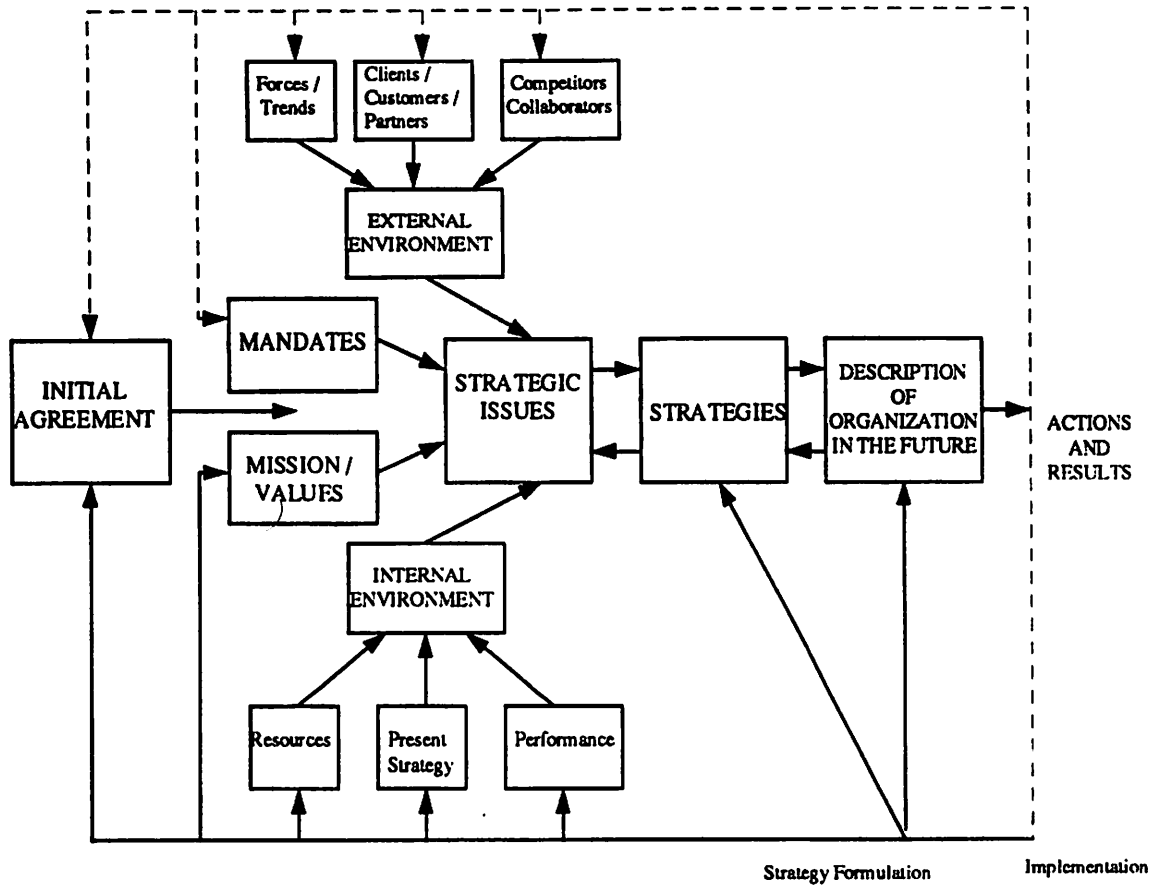 Forces /
Trends
Clients /
Customers /
Partners
Competitors
Collaborators
EXTERNAL
ENVIRONMENT
MANDATES
INITIAL
AGREEMENT
STRATEGIC
ISSUES
STRATEGIES
DESCRIPTION
OF
ORGANIZATION
IN THE FUTURE
ACTIONS
AND
RESULTS
MISSION /
VALUES
INTERNAL
ENVIRONMENT
Resources
Present
Strategy
Performance
Strategy Formulation
Implementation